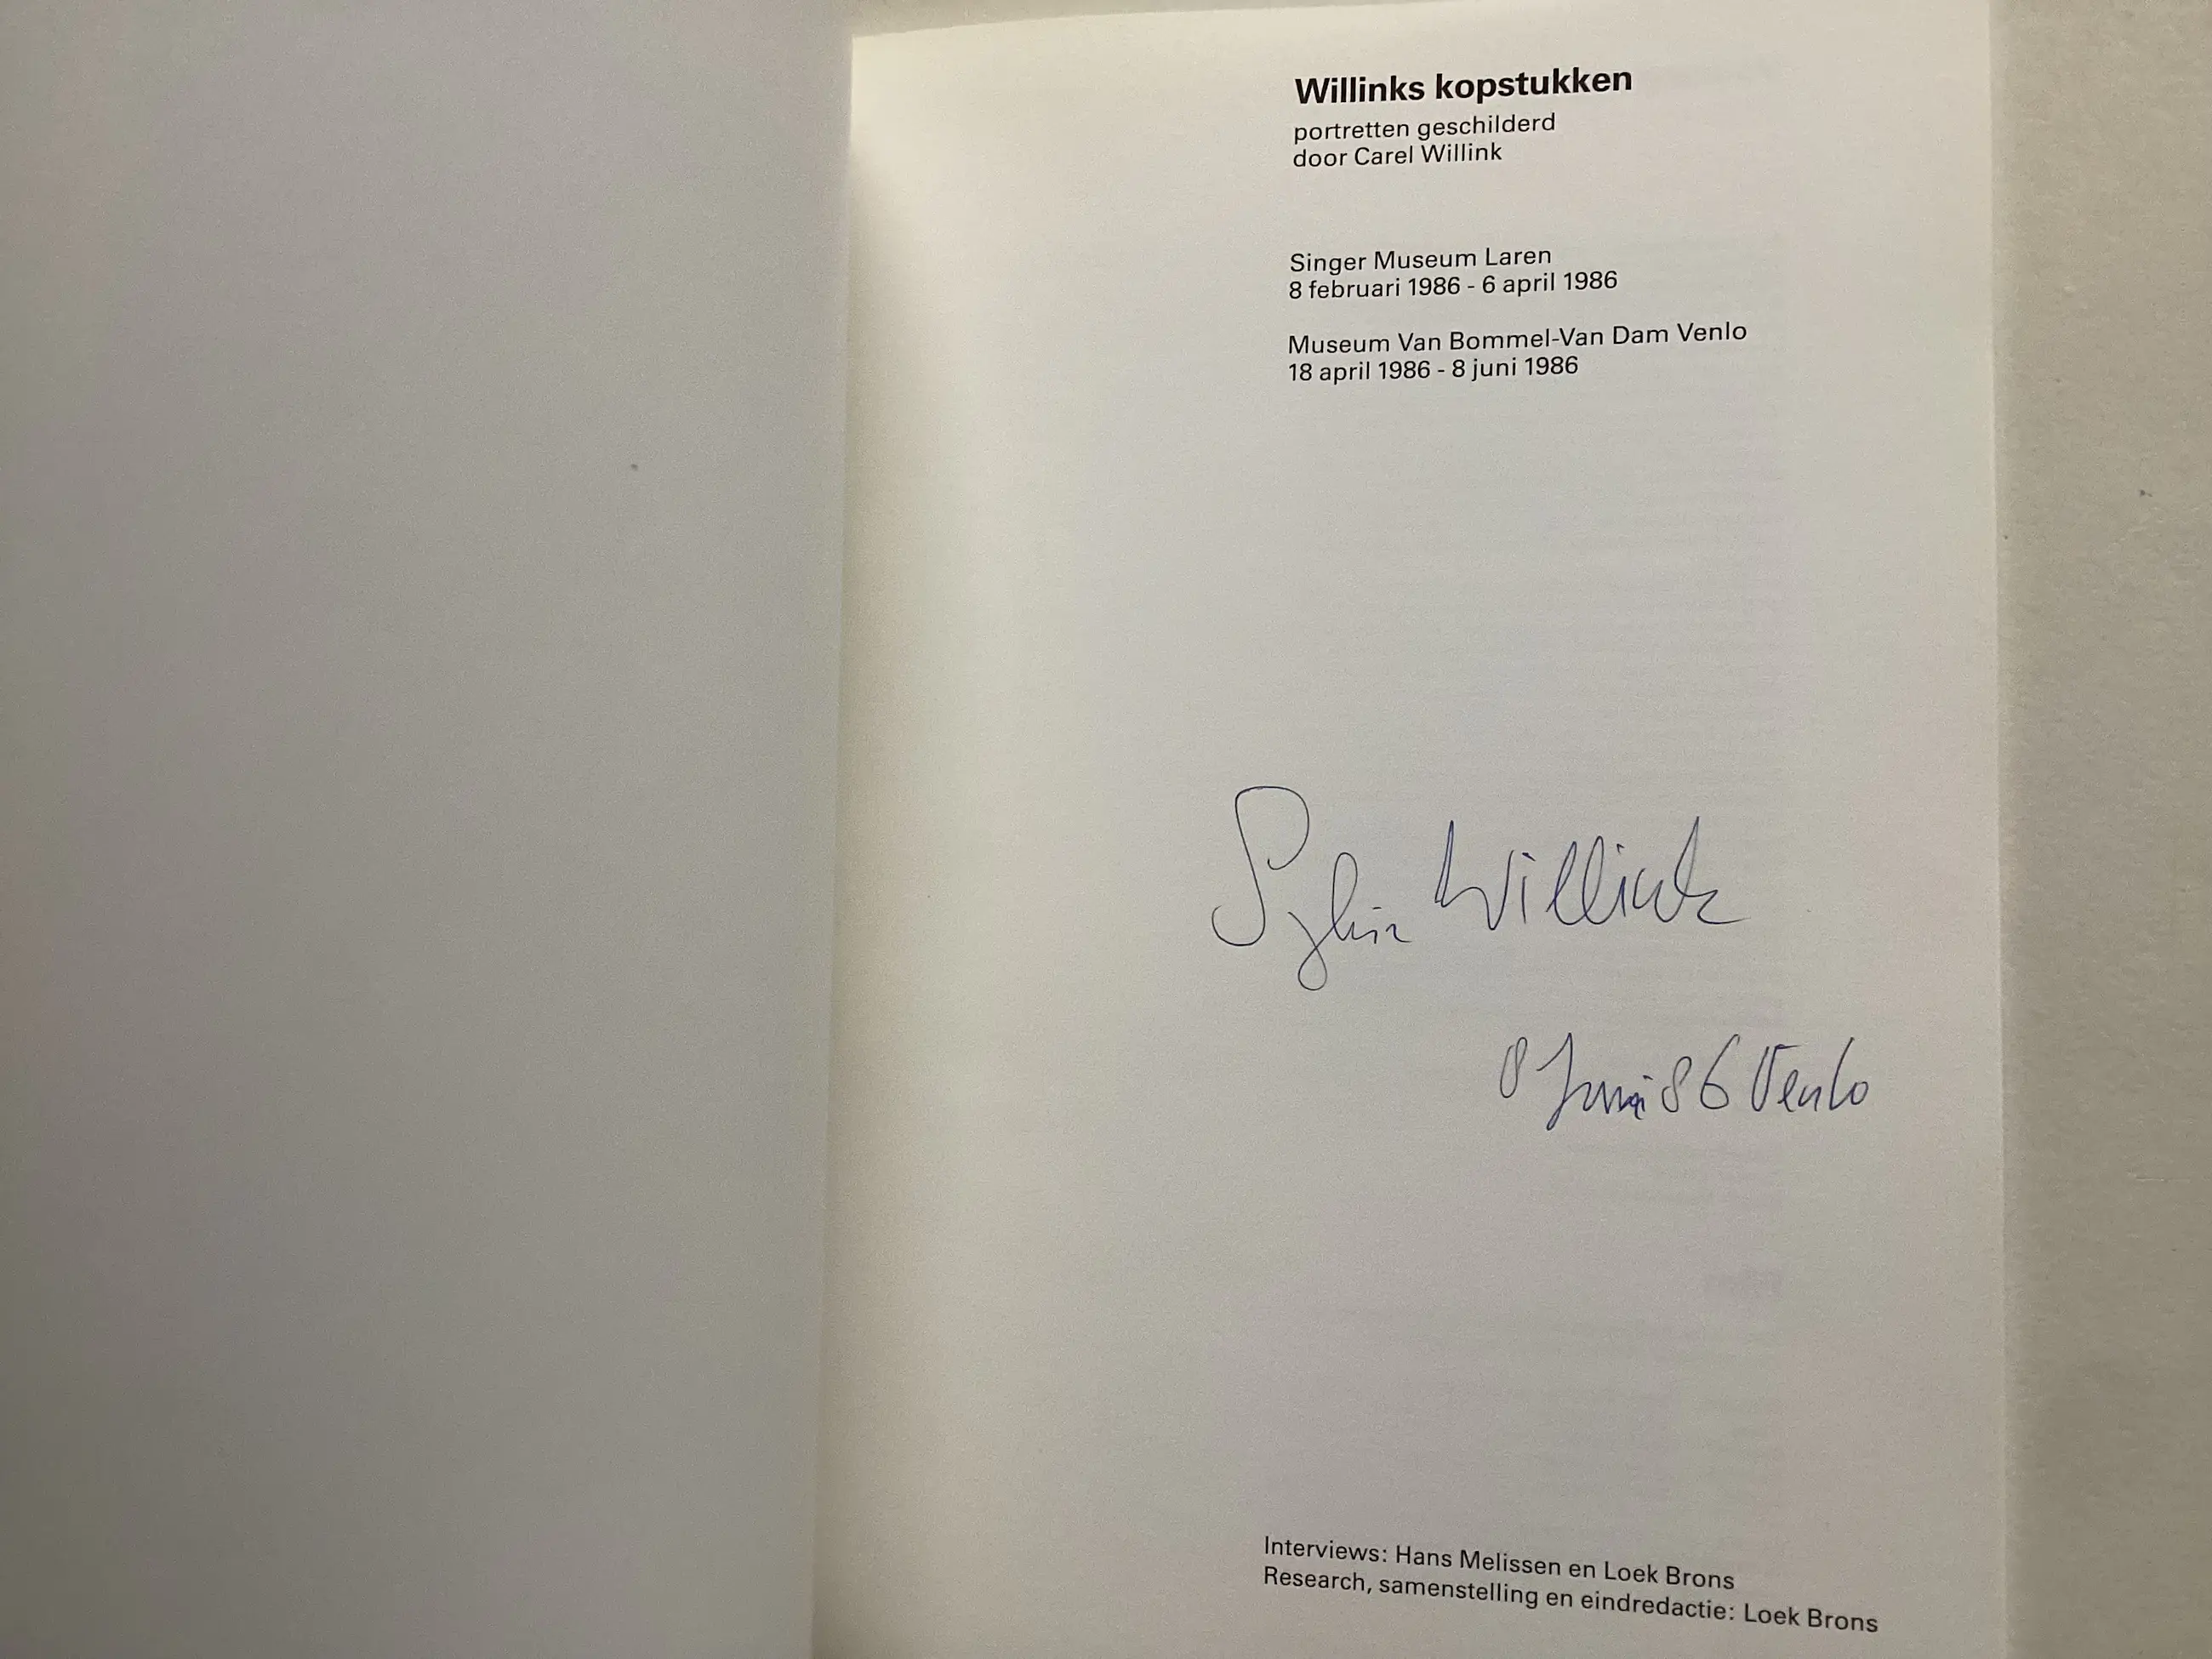 Willinks kopstukken
portretten geschilderd
door Carel Willink
Singer Museum Laren
8 februari 1986 - 6 april 1986
Museum Van Bommel-Van Dam Venlo
18 april 1986 - 8 juni 1986
Sylvia Willink
8 Juni 86 Venlo
Interviews: Hans Melissen en Loek Brons
Research, samenstelling en eindredactie: Loek Brons